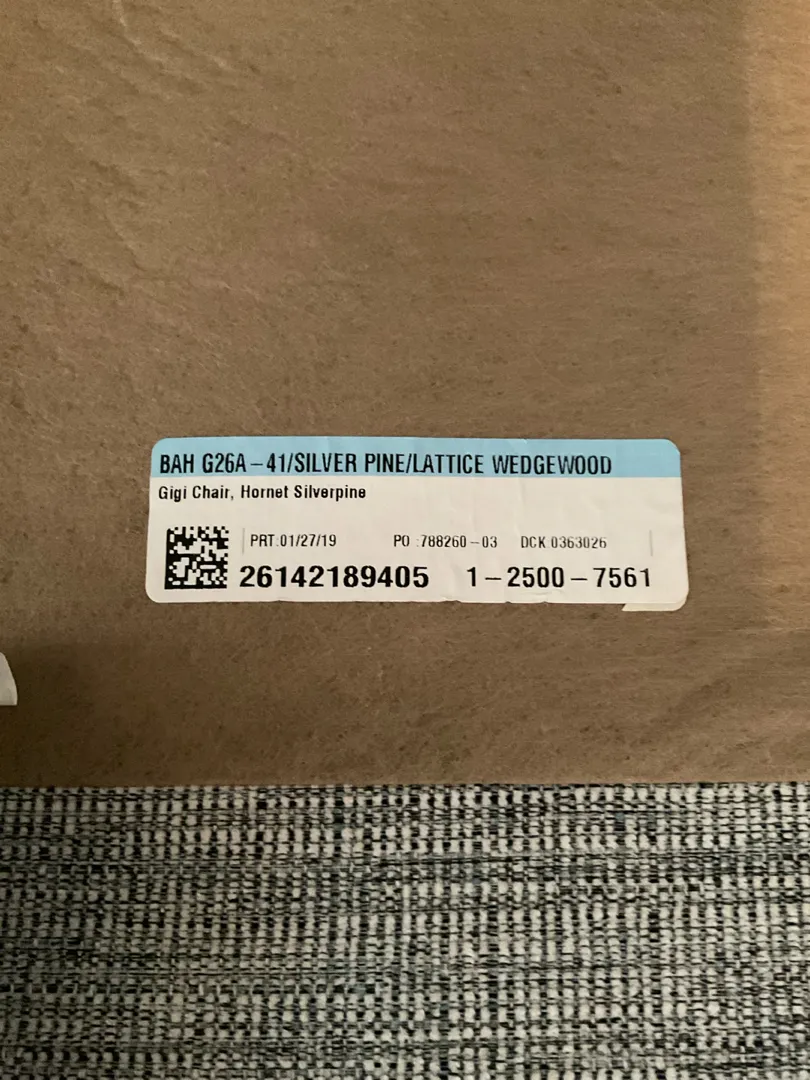 BAH G26A-41/SILVER PINE/LATTICE WEDGEWOOD
Gigi Chair, Hornet Silverpine
PRT:01/27/19 PO :788260-03 DCK:0363026
26142189405 1-2500-7561